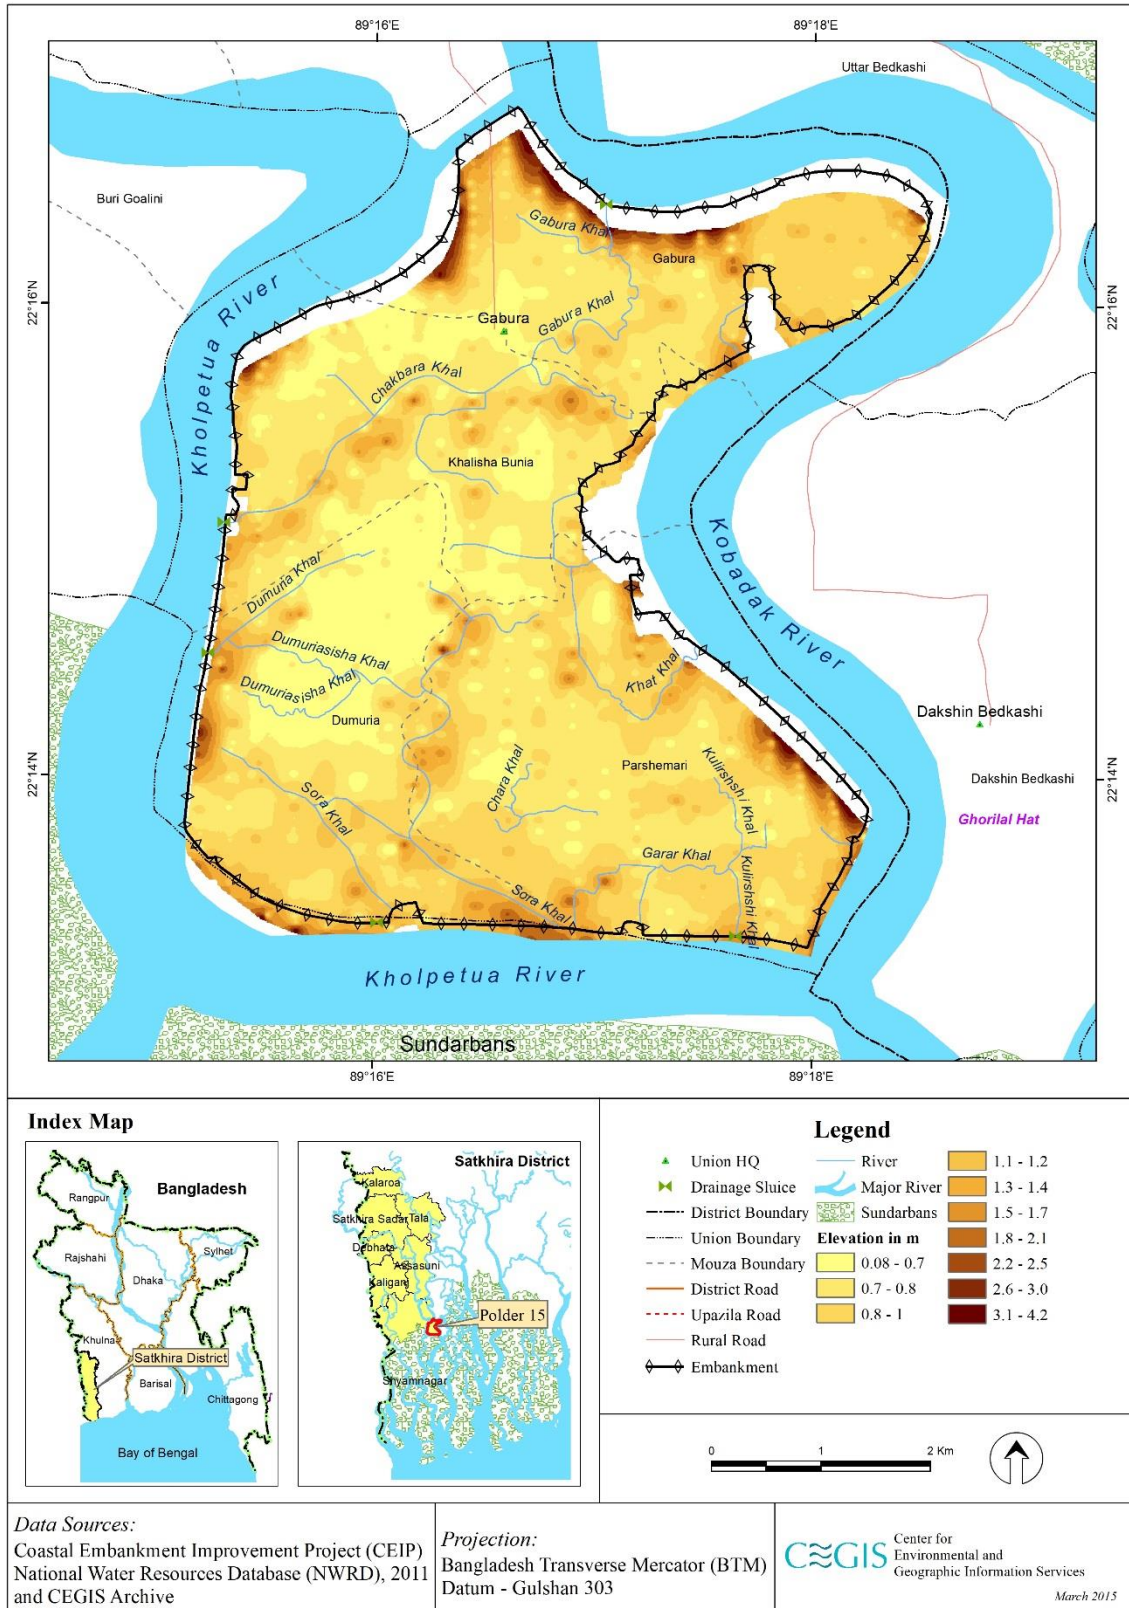 89°16'E
89°18'E
Uttar Bedkashi
Buri Goalini
Gabura Khal
Gabura
22°16'N
22°16'N
Kholpetua River
Gabura
Gabura Khal
Chakbara Khal
Khalisha Bunia
Kobadak River
Dumuria Khal
Dumuriasisha Khal
Dumuriasisha Khal
Dumuria
Khat Khal
Dakshin Bedkashi
Parshemari
Dakshin Bedkashi
22°14'N
22°14'N
Sora Khal
Chara Khal
Kulirshshi Khal
Ghorilal Hat
Garar Khal
Sora Khal
Kulirshshi Khal
Kholpetua River
Sundarbans
89°16'E
89°18'E
Index Map
Bangladesh
Rangpur
Rajshahi
Sylhet
Dhaka
Khulna
Satkhira District
Barisal
Chittagong
Bay of Bengal
Satkhira District
Kalaroa
Satkhira Sadar
Tala
Debhata
Assasuni
Kaliganj
Polder 15
Shyamnagar
Legend
Union HQ
Drainage Sluice
District Boundary
Union Boundary
Mouza Boundary
District Road
Upazila Road
Rural Road
Embankment
River
Major River
Sundarbans
Elevation in m
0.08 - 0.7
0.7 - 0.8
0.8 - 1
1.1 - 1.2
1.3 - 1.4
1.5 - 1.7
1.8 - 2.1
2.2 - 2.5
2.6 - 3.0
3.1 - 4.2
0 1 2 Km
Data Sources:
Coastal Embankment Improvement Project (CEIP)
National Water Resources Database (NWRD), 2011
and CEGIS Archive
Projection:
Bangladesh Transverse Mercator (BTM)
Datum - Gulshan 303
CEGIS
Center for
Environmental and
Geographic Information Services
March 2015